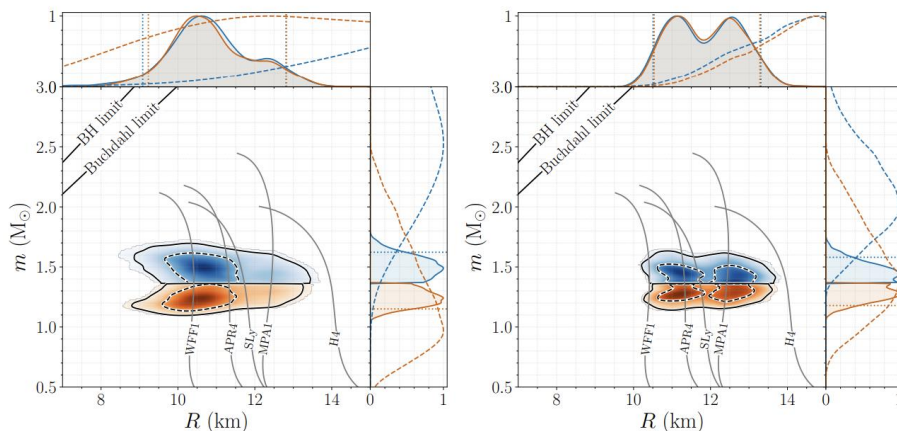 1
1
3.0
3.0
BH limit
Buchdahl limit
BH limit
Buchdahl limit
2.5
2.5
2.0
2.0
m (M⊙)
m (M⊙)
1.5
1.5
1.0
1.0
WFF1
APR4
SLy
MPA1
H4
WFF1
APR4
SLy
MPA1
H4
0.5
0.5
8
10
12
14
0
1
8
10
12
14
0
1
R (km)
R (km)